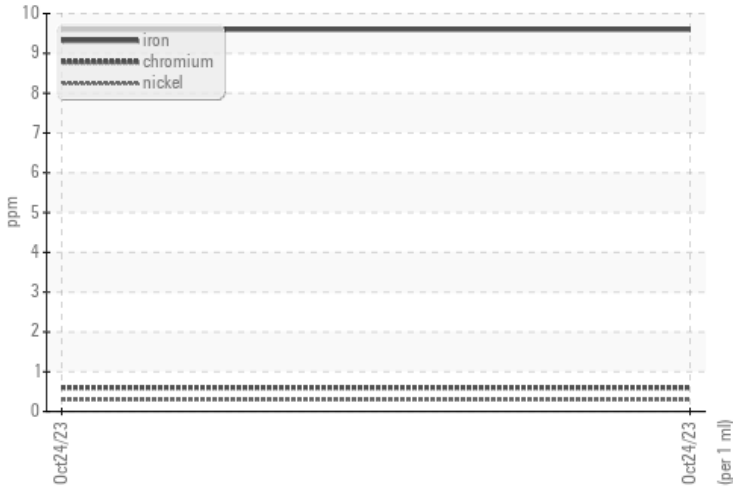 10
9
8
7
6
5
4
3
2
1
0
ppm
iron
chromium
nickel
Oct24/23
Oct24/23
(per 1 ml)